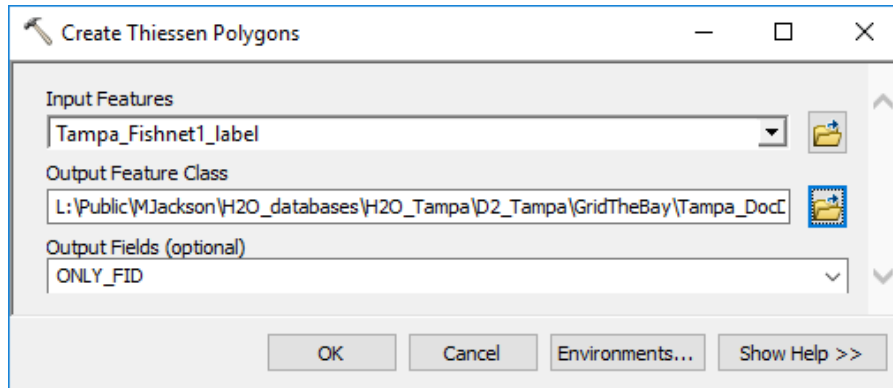 Create Thiessen Polygons
Input Features
Tampa_Fishnet1_label
Output Feature Class
L:\Public\MJackson\H2O_databases\H2O_Tampa\D2_Tampa\GridTheBay\Tampa_DocD
Output Fields (optional)
ONLY_FID
OK Cancel Environments... Show Help >>